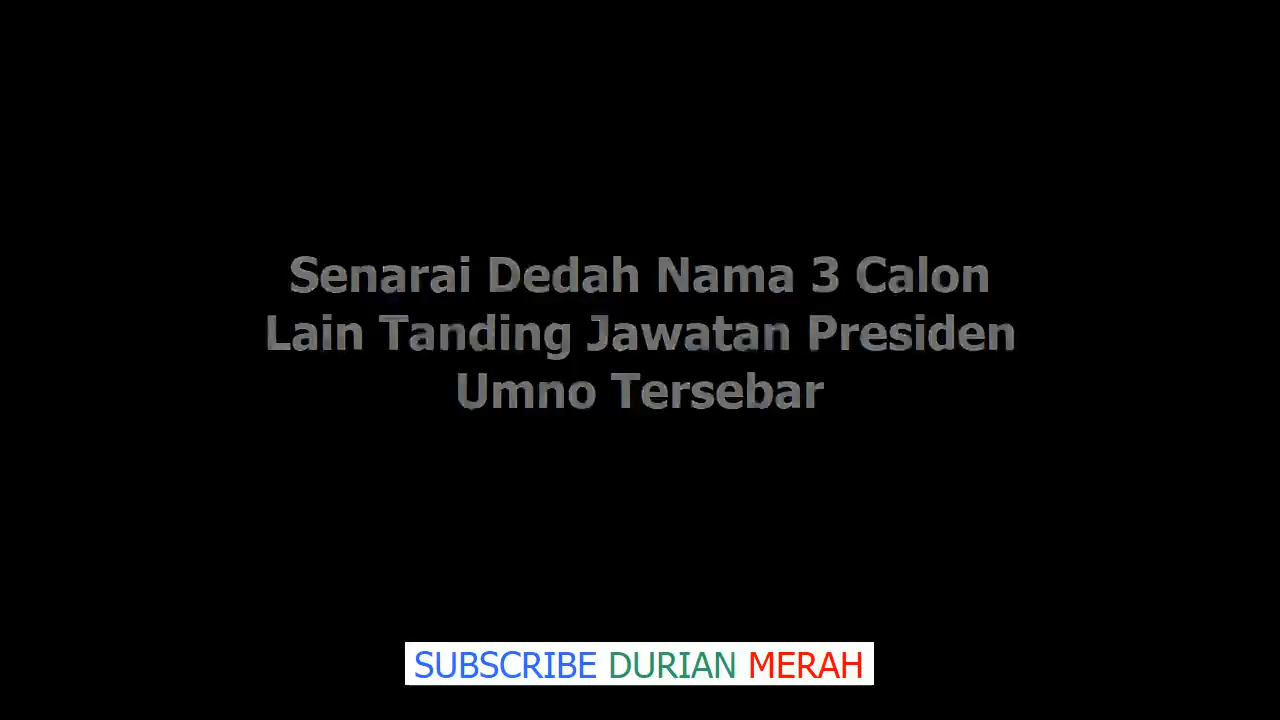 Senarai Dedah Nama 3 Calon
Lain Tanding Jawatan Presiden
Umno Tersebar
SUBSCRIBE DURIAN MERAH